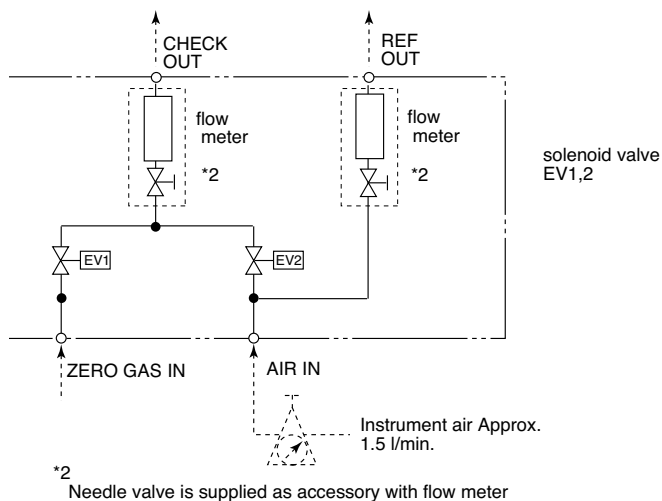 CHECK
OUT
REF
OUT
flow
meter
*2
flow
meter
*2
solenoid valve
EV1,2
EV1
EV2
ZERO GAS IN
AIR IN
Instrument air Approx.
1.5 l/min.
*2
Needle valve is supplied as accessory with flow meter